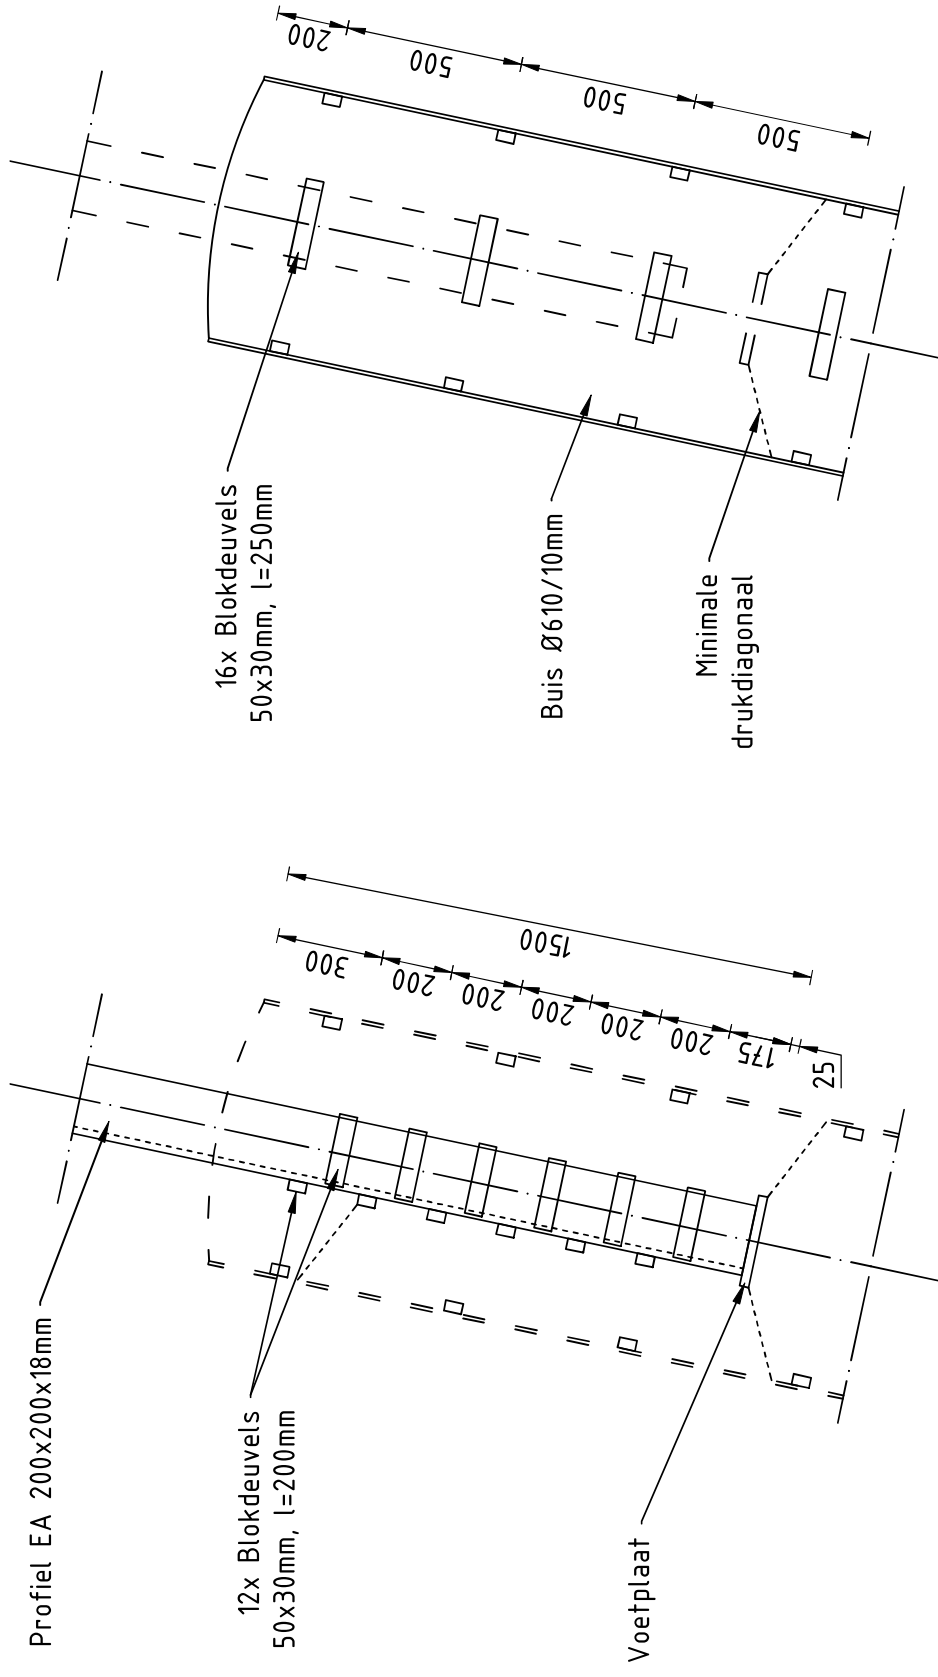 Profiel EA 200x200x18mm
12x Blokdeuvels
50x30mm, l=200mm
Voetplaat
300
200
200
200
200
200
175
25
1500
16x Blokdeuvels
50x30mm, l=250mm
Buis Ø610/10mm
Minimale
drukdiagonaal
200
500
500
500